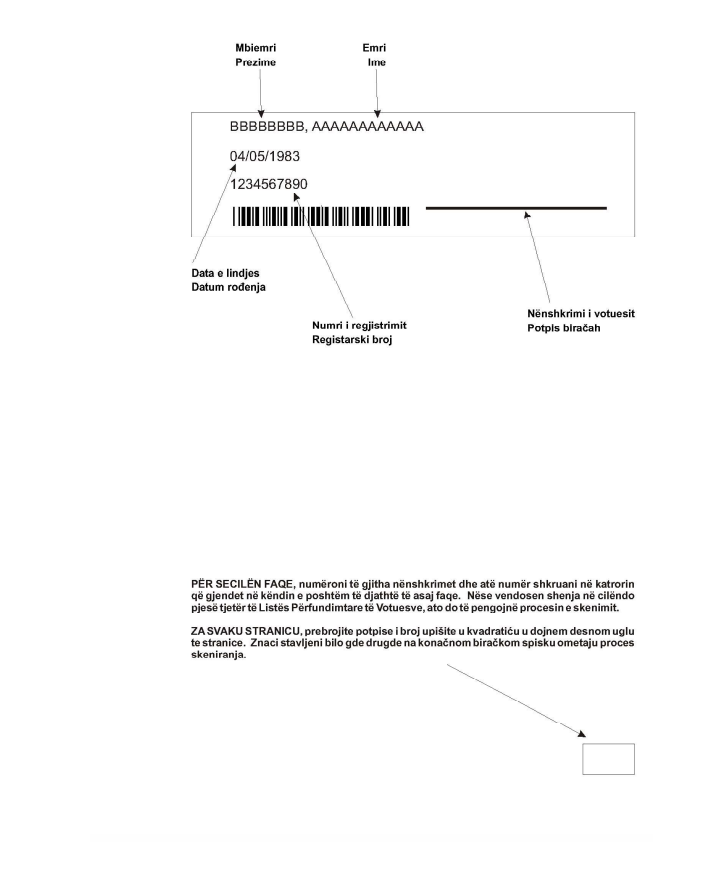 Mbiemri
Prezime
Emri
Ime
BBBBBBBB, AAAAAAAAAAAA
04/05/1983
1234567890
Data e lindjes
Datum rođenja
Numri i regjistrimit
Registarski broj
Nënshkrimi i votuesit
Potpis biračah
PËR SECILËN FAQE, numëroni të gjitha nënshkrimet dhe atë numër shkruani në katrorin
që gjendet në këndin e poshtëm të djathtë të asaj faqe. Nëse vendosen shenja në cilëndo
pjesë tjetër të Listës Përfundimtare të Votuesve, ato do të pengojnë procesin e skenimit.
ZA SVAKU STRANICU, prebrojite potpise i broj upišite u kvadratiću u dojnem desnom uglu
te stranice. Znaci stavljeni bilo gde drugde na konačnom biračkom spisku ometaju proces
skeniranja.